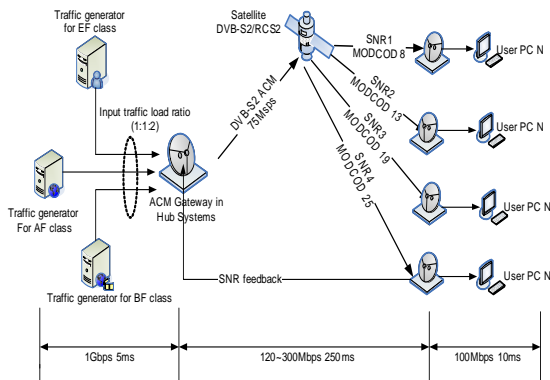 Traffic generator
for EF class
Satellite
DVB-S2/RCS2
SNR1
MODCOD 8
User PC N
Input traffic load ratio
(1:1:2)
DVB-S2 ACM
75Msps
SNR2
MODCOD 13
User PC N
SNR3
MODCOD 19
SNR4
MODCOD 25
Traffic generator
For AF class
ACM Gateway in
Hub Systems
User PC N
Traffic generator for BF class
SNR feedback
User PC N
1Gbps 5ms
120~300Mbps 250ms
100Mbps 10ms